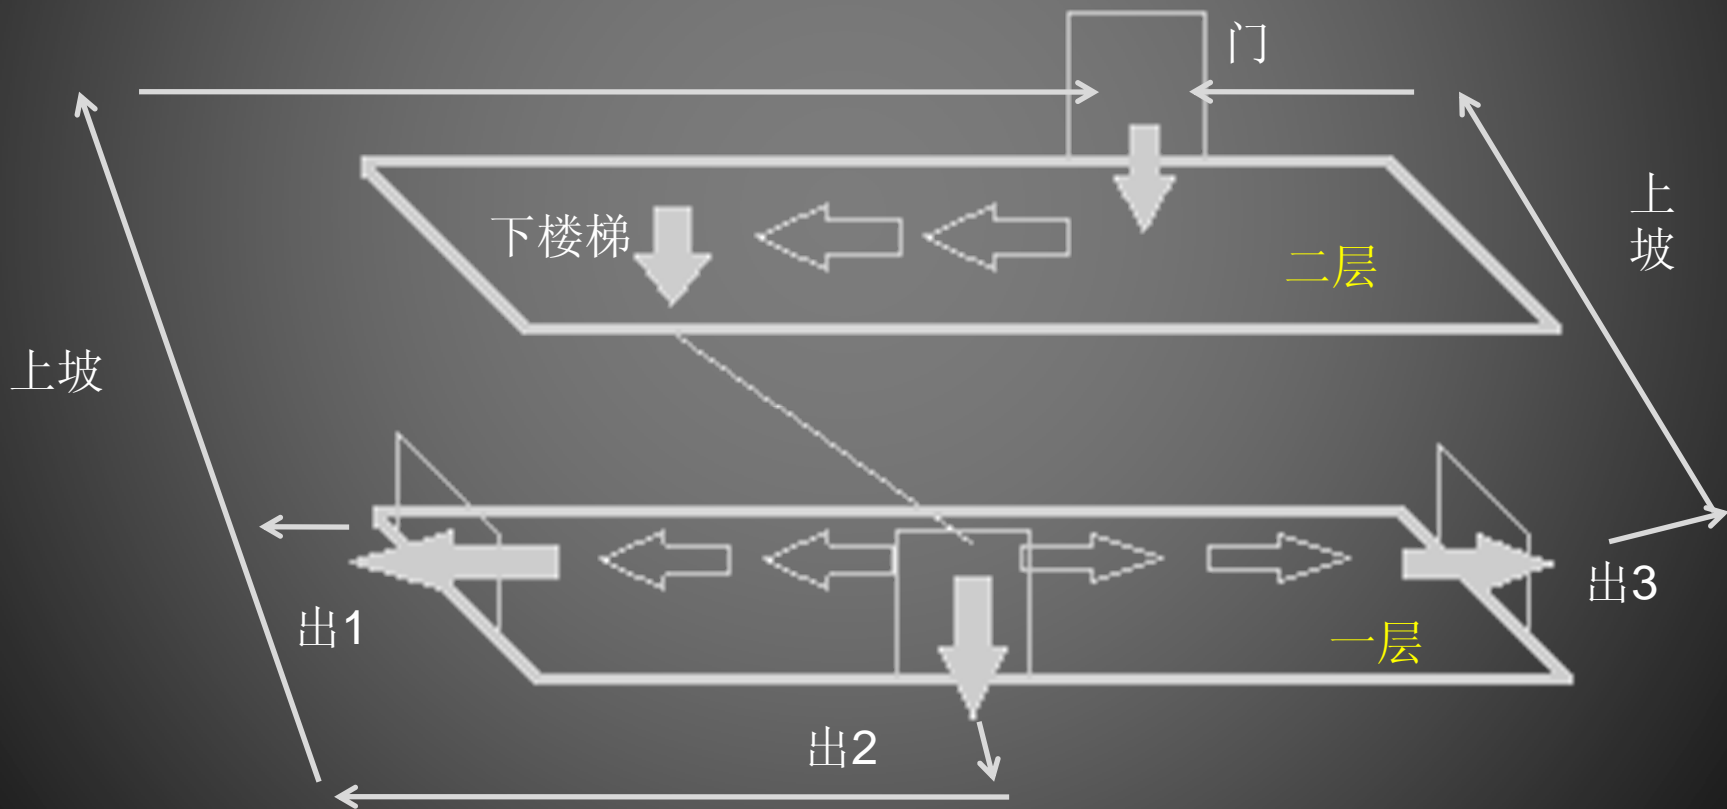 门
上
坡
下楼梯
二层
上坡
出1
出3
一层
出2